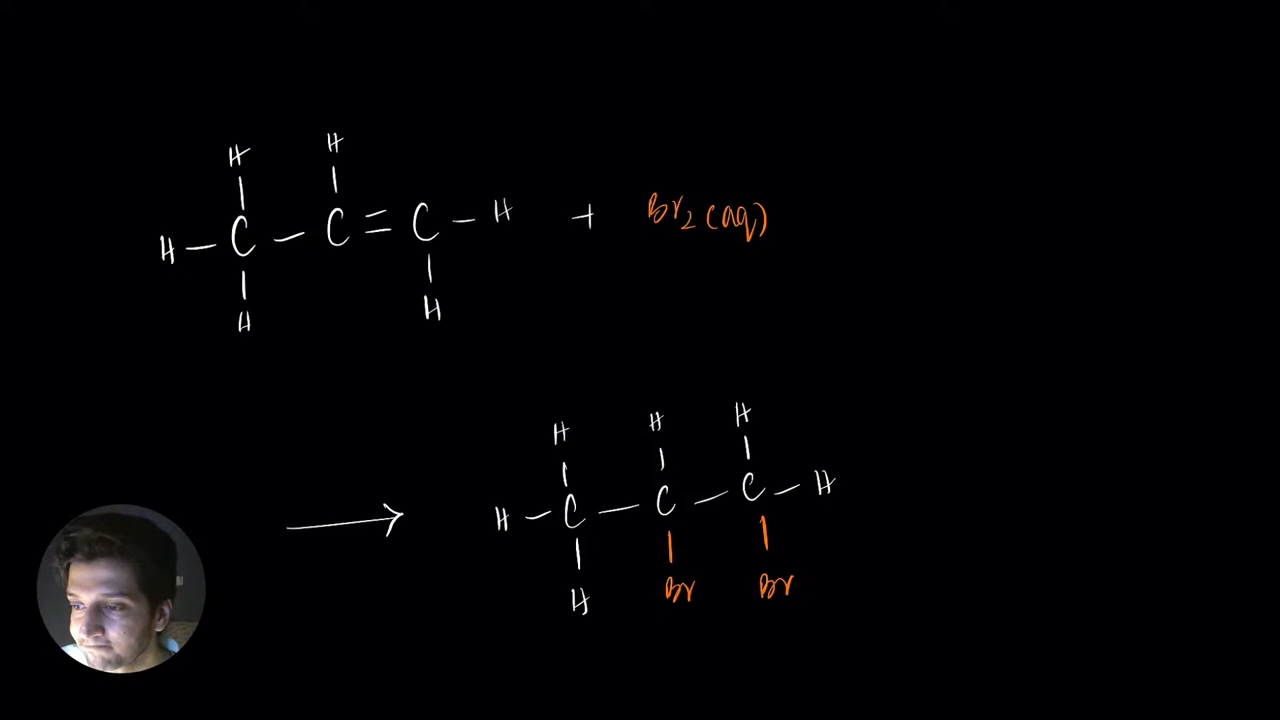 H H
H - C - C = C - H + Br2 (aq)
H H
H H H
→ H - C - C - C - H
H Br Br